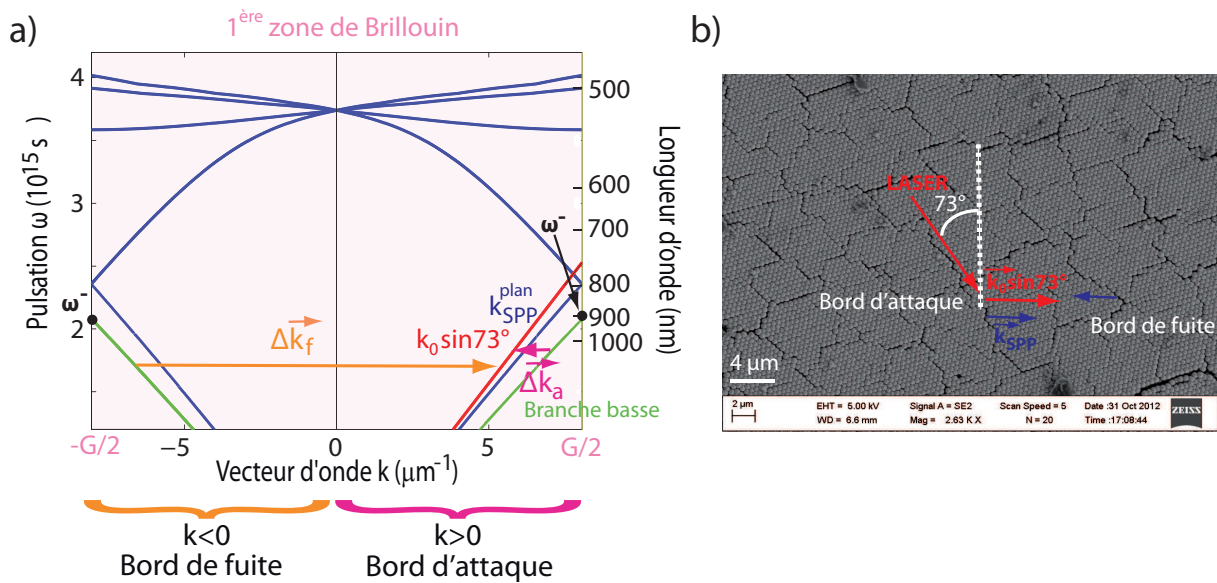 a)
1ère zone de Brillouin
Pulsation ω (10^15 s)
4
3
2
500
600
700
800
900
1000
Longueur d'onde (nm)
ω-
ω-
k_SPP^plan
k0sin73°
Δk_f
Δk_a
Branche basse
-G/2
−5
0
5
G/2
Vecteur d'onde k (μm-1)
k<0
Bord de fuite
k>0
Bord d'attaque
b)
LASER
73°
k0sin73°
Bord d'attaque
Bord de fuite
k_SPP
4 μm
2 μm
EHT = 5.00 kV
Signal A = SE2
Scan Speed = 5
Date :31 Oct 2012
WD = 6.6 mm
Mag = 2.63 K X
N = 20
Time :17:08:44
ZEISS